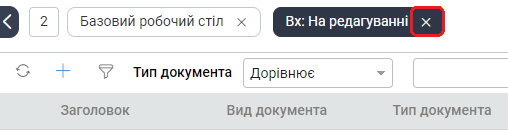 2 Базовий робочий стіл Вх: На редагуванні
Тип документа Дорівнює
Заголовок Вид документа Тип документа